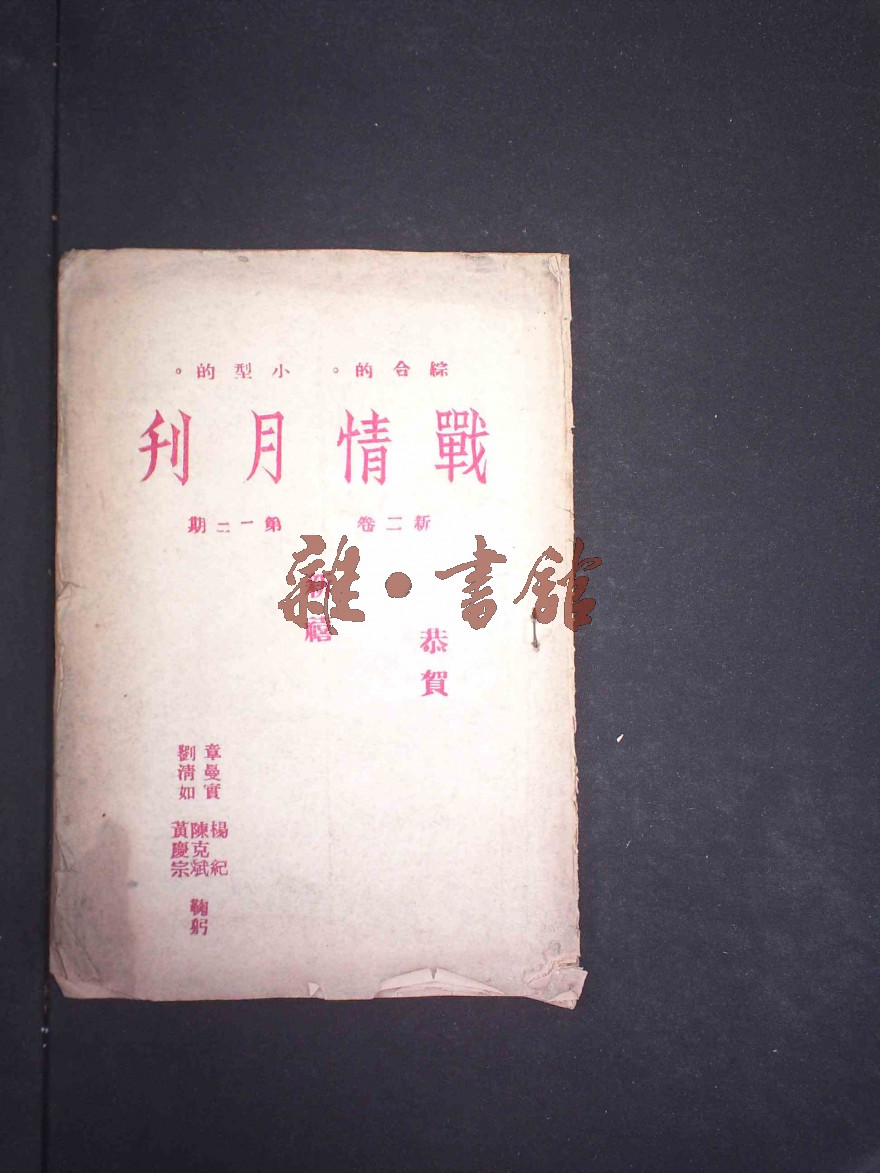 綜合的。 小型的。
戰情月刊
新二卷 第一二期
雜•書館
恭賀
新禧
章曼實
劉清如
楊紀
陳克斌
黃慶宗
鞠躬